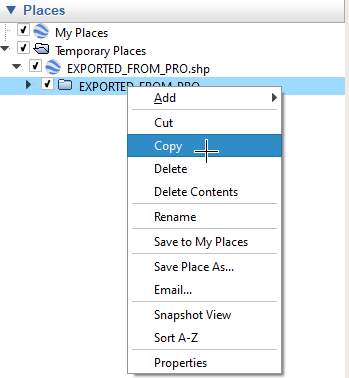 Places
My Places
Temporary Places
EXPORTED_FROM_PRO.shp
EXPORTED_FROM_PRO
Add
Cut
Copy
Delete
Delete Contents
Rename
Save to My Places
Save Place As...
Email...
Snapshot View
Sort A-Z
Properties